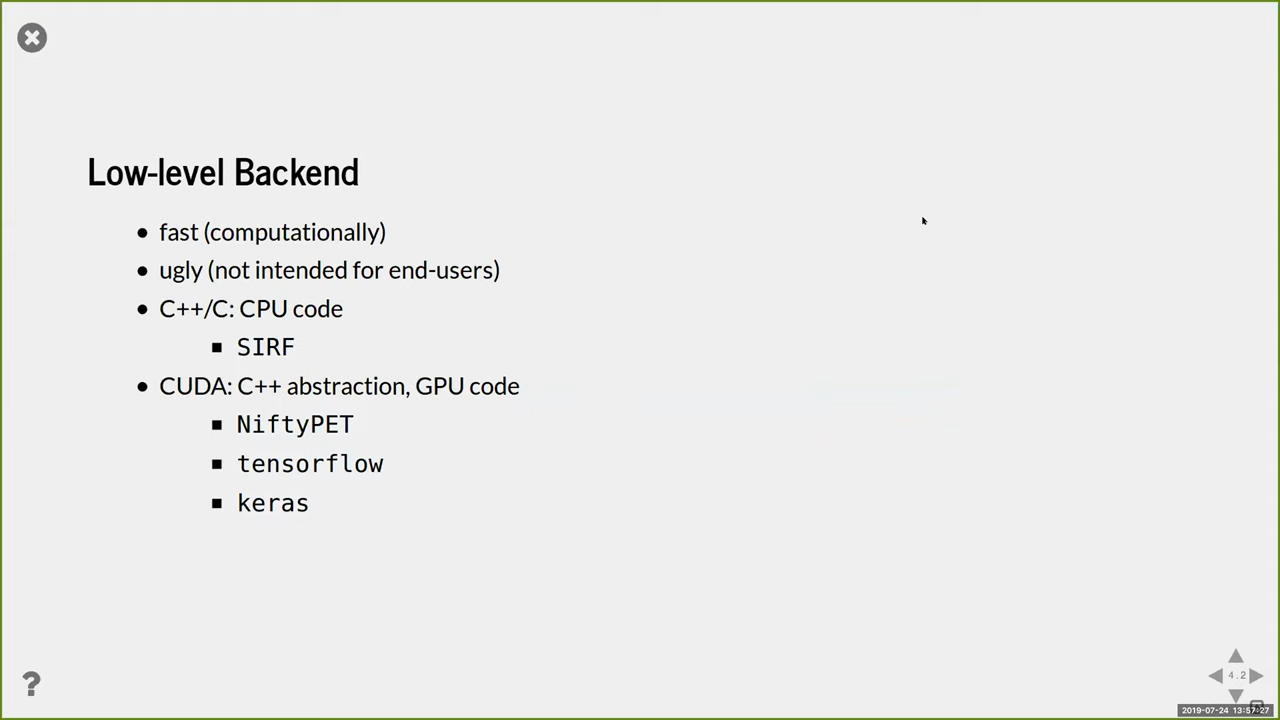 Low-level Backend
fast (computationally)
ugly (not intended for end-users)
C++/C: CPU code
SIRF
CUDA: C++ abstraction, GPU code
NiftyPET
tensorflow
keras
?
4.2
2019-07-24 13:57:27